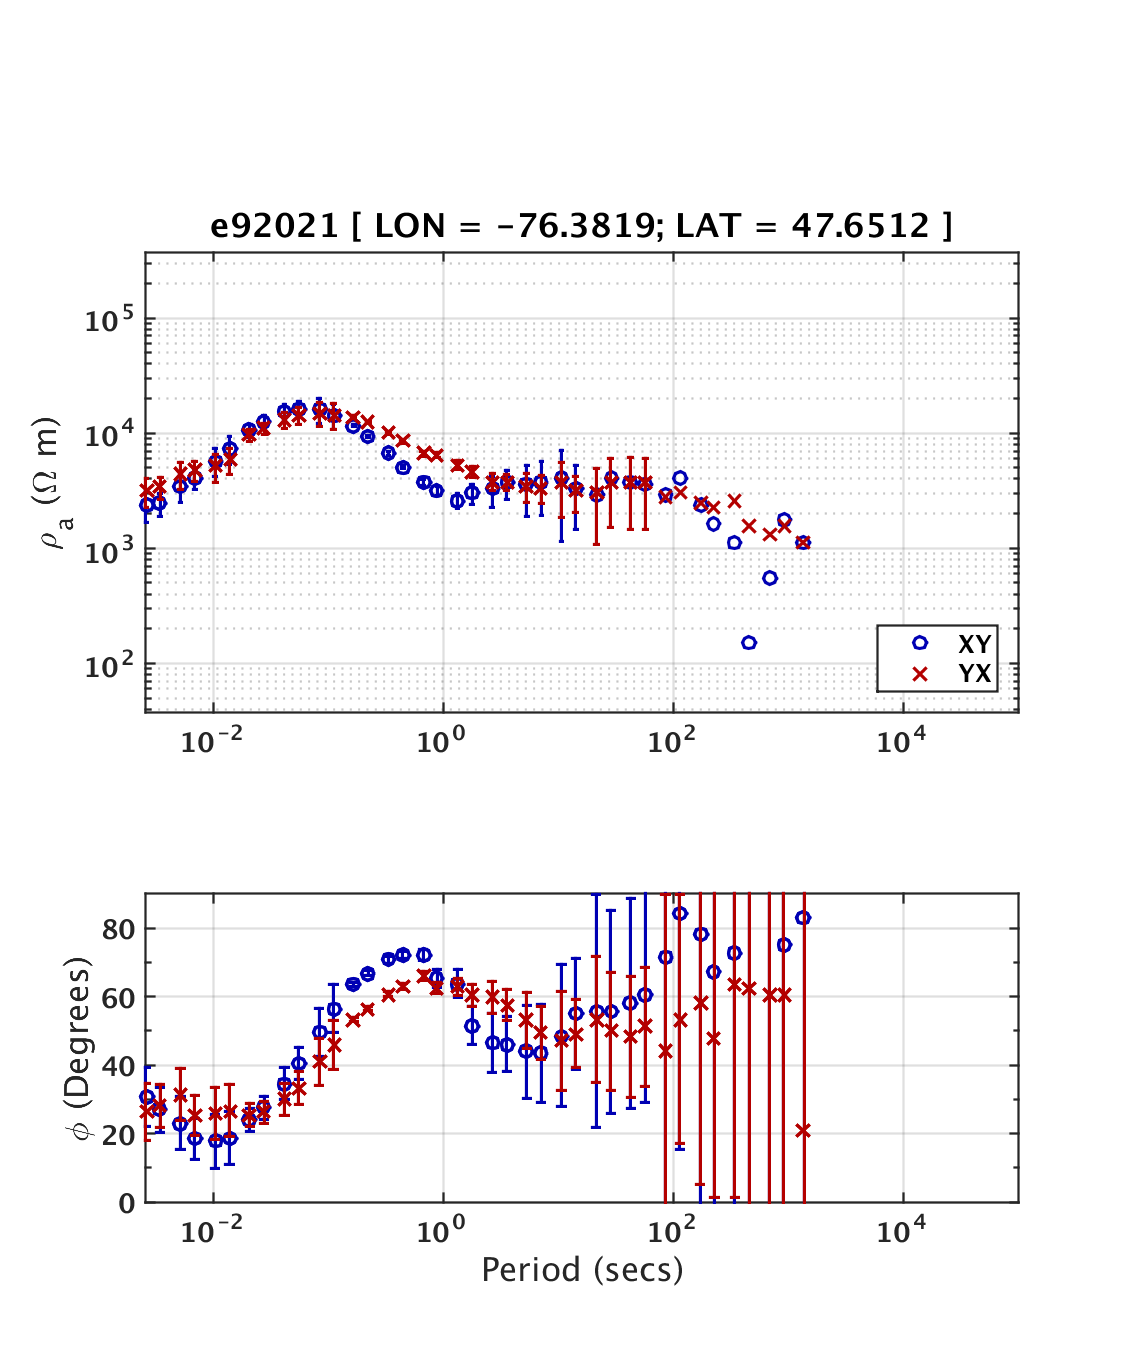 e92021 [ LON = -76.3819; LAT = 47.6512 ]
ρa (Ω m)
10^5
10^4
10^3
10^2
XY
YX
10^-2 10^0 10^2 10^4
ϕ (Degrees)
80
60
40
20
0
10^-2 10^0 10^2 10^4
Period (secs)